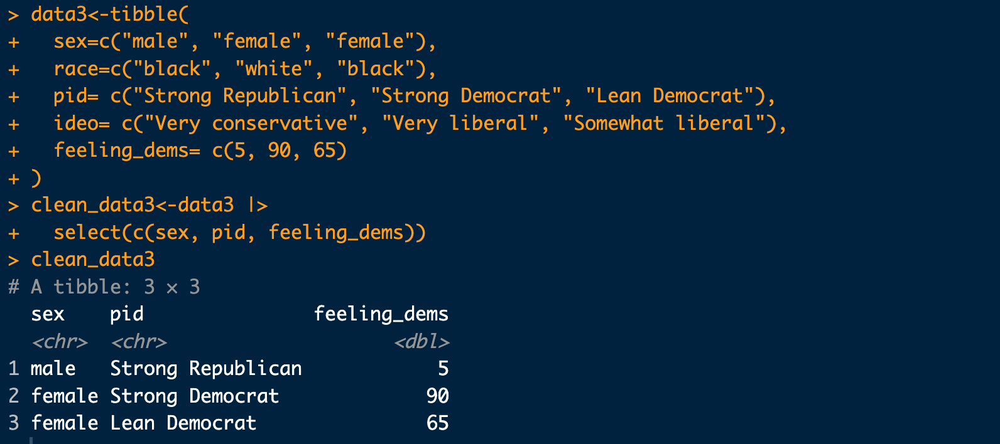 > data3<-tibble(
+   sex=c("male", "female", "female"),
+   race=c("black", "white", "black"),
+   pid= c("Strong Republican", "Strong Democrat", "Lean Democrat"),
+   ideo= c("Very conservative", "Very liberal", "Somewhat liberal"),
+   feeling_dems= c(5, 90, 65)
+ )
> clean_data3<-data3 |>
+   select(c(sex, pid, feeling_dems))
> clean_data3
# A tibble: 3 × 3
  sex    pid               feeling_dems
  <chr>  <chr>                    <dbl>
1 male   Strong Republican            5
2 female Strong Democrat             90
3 female Lean Democrat               65